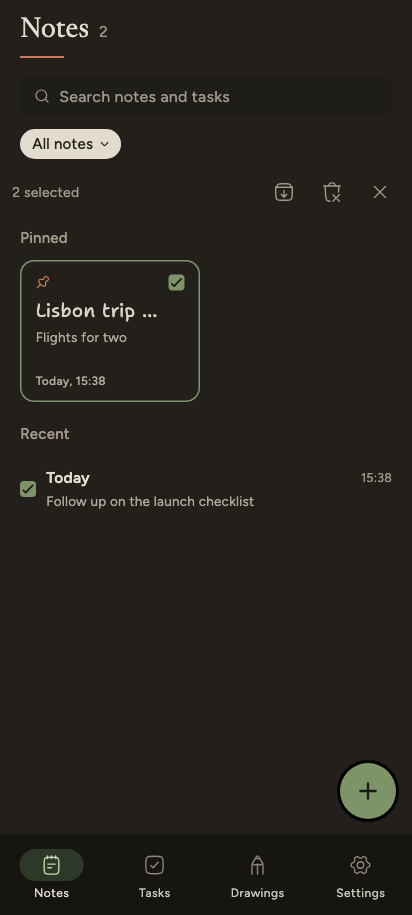 Notes 2
Search notes and tasks
All notes
2 selected
Pinned
Lisbon trip ...
Flights for two
Today, 15:38
Recent
Today 15:38
Follow up on the launch checklist
Notes Tasks Drawings Settings